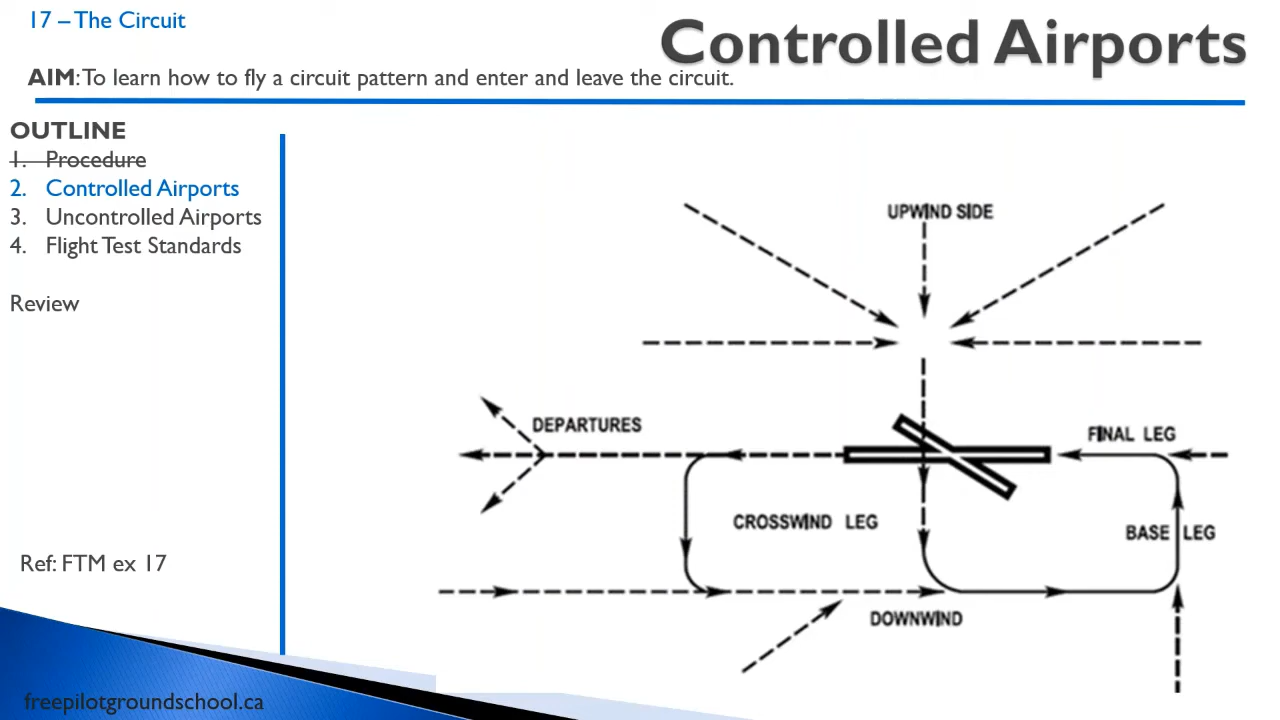 17 – The Circuit
Controlled Airports
AIM: To learn how to fly a circuit pattern and enter and leave the circuit.
OUTLINE
1. Procedure
2. Controlled Airports
3. Uncontrolled Airports
4. Flight Test Standards
Review
Ref: FTM ex 17
freepilotgroundschool.ca
UPWIND SIDE
DEPARTURES
FINAL LEG
CROSSWIND LEG
BASE LEG
DOWNWIND